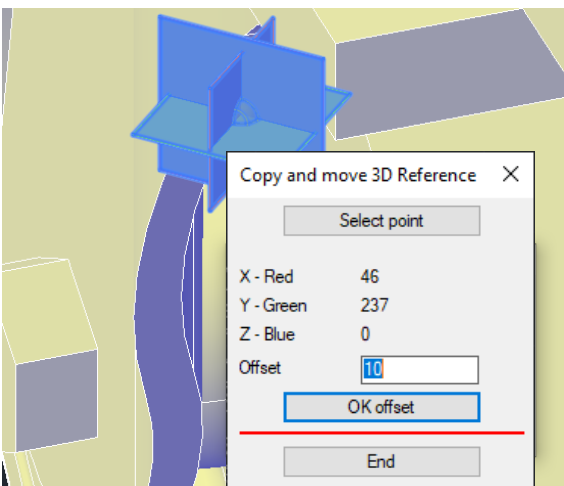 Copy and move 3D Reference
Select point
X - Red 46
Y - Green 237
Z - Blue 0
Offset 10
OK offset
End